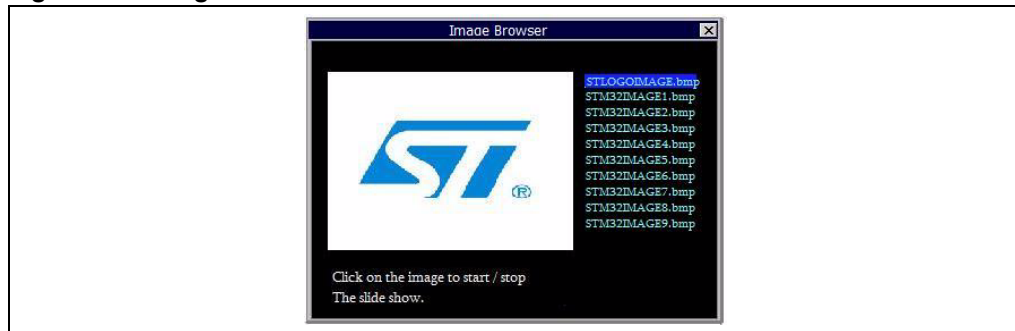 Image Browser
ST®
STLOGOIMAGE.bmp
STM32IMAGE1.bmp
STM32IMAGE2.bmp
STM32IMAGE3.bmp
STM32IMAGE4.bmp
STM32IMAGE5.bmp
STM32IMAGE6.bmp
STM32IMAGE7.bmp
STM32IMAGE8.bmp
STM32IMAGE9.bmp
Click on the image to start / stop
The slide show.